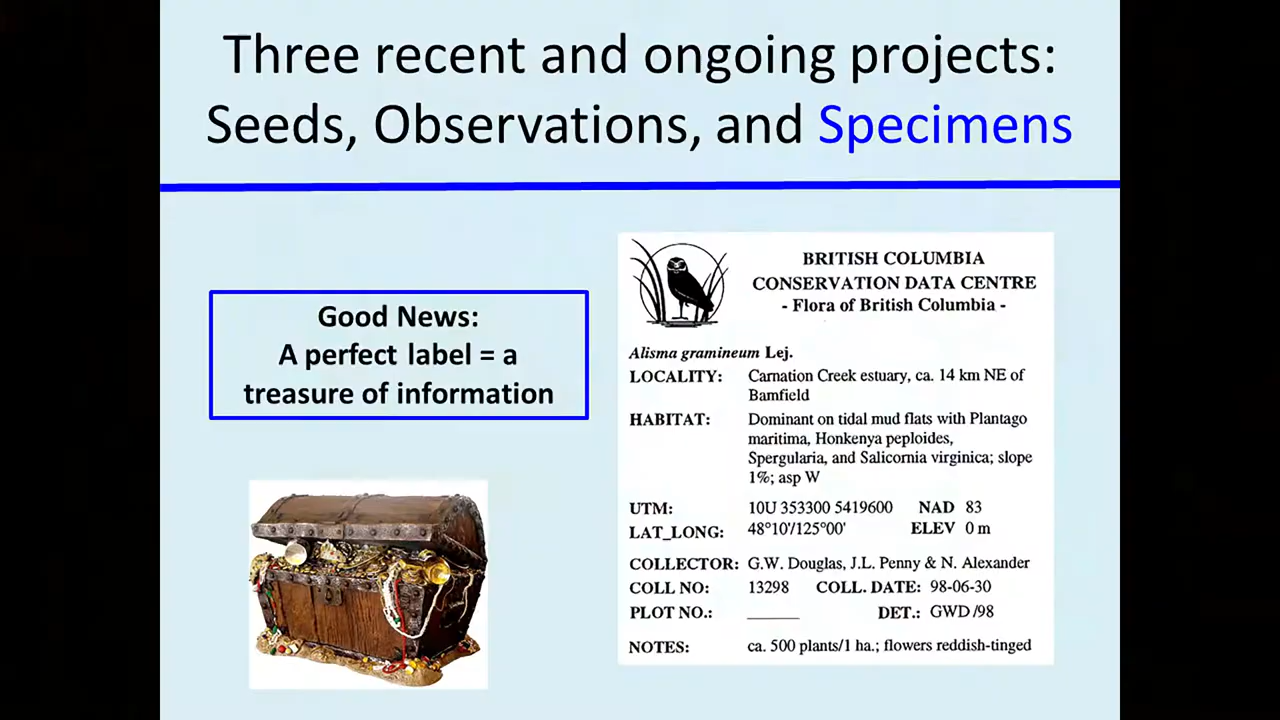 Three recent and ongoing projects:
Seeds, Observations, and Specimens
Good News:
A perfect label = a
treasure of information
BRITISH COLUMBIA
CONSERVATION DATA CENTRE
- Flora of British Columbia -
Alisma gramineum Lej.
LOCALITY: Carnation Creek estuary, ca. 14 km NE of
Bamfield
HABITAT: Dominant on tidal mud flats with Plantago
maritima, Honkenya peploides,
Spergularia, and Salicornia virginica; slope
1%; asp W
UTM: 10U 353300 5419600 NAD 83
LAT_LONG: 48°10'/125°00' ELEV 0 m
COLLECTOR: G.W. Douglas, J.L. Penny & N. Alexander
COLL NO: 13298 COLL. DATE: 98-06-30
PLOT NO.: ______ DET.: GWD /98
NOTES: ca. 500 plants/1 ha.; flowers reddish-tinged